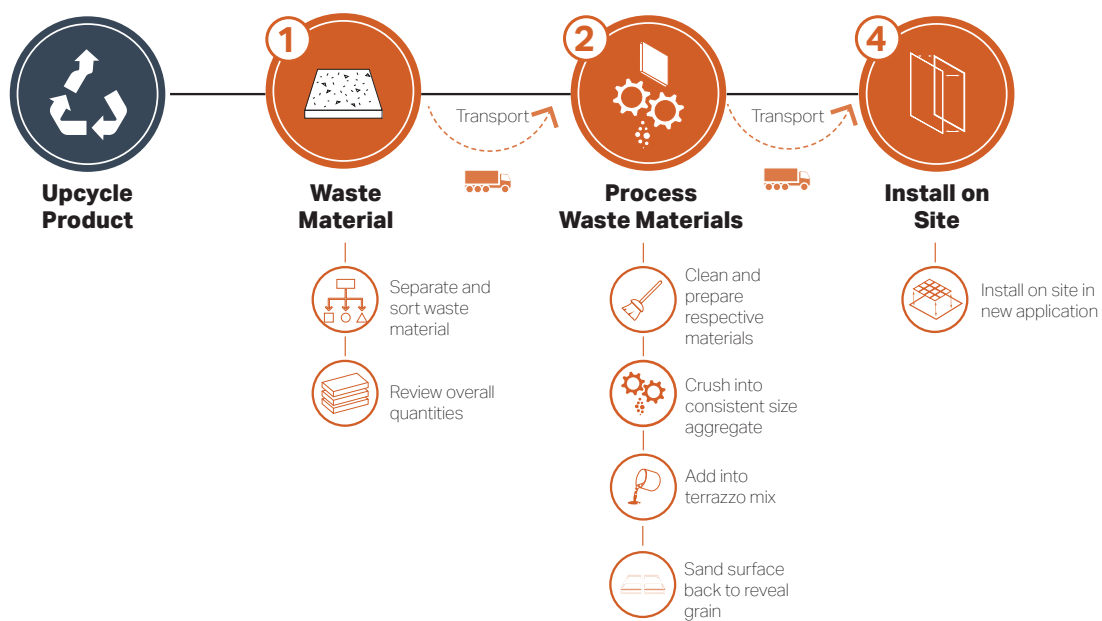 1
2
4
Transport
Transport
Upcycle
Product
Waste
Material
Process
Waste Materials
Install on
Site
Separate and
sort waste
material
Review overall
quantities
Clean and
prepare
respective
materials
Crush into
consistent size
aggregate
Add into
terrazzo mix
Sand surface
back to reveal
grain
Install on site in
new application